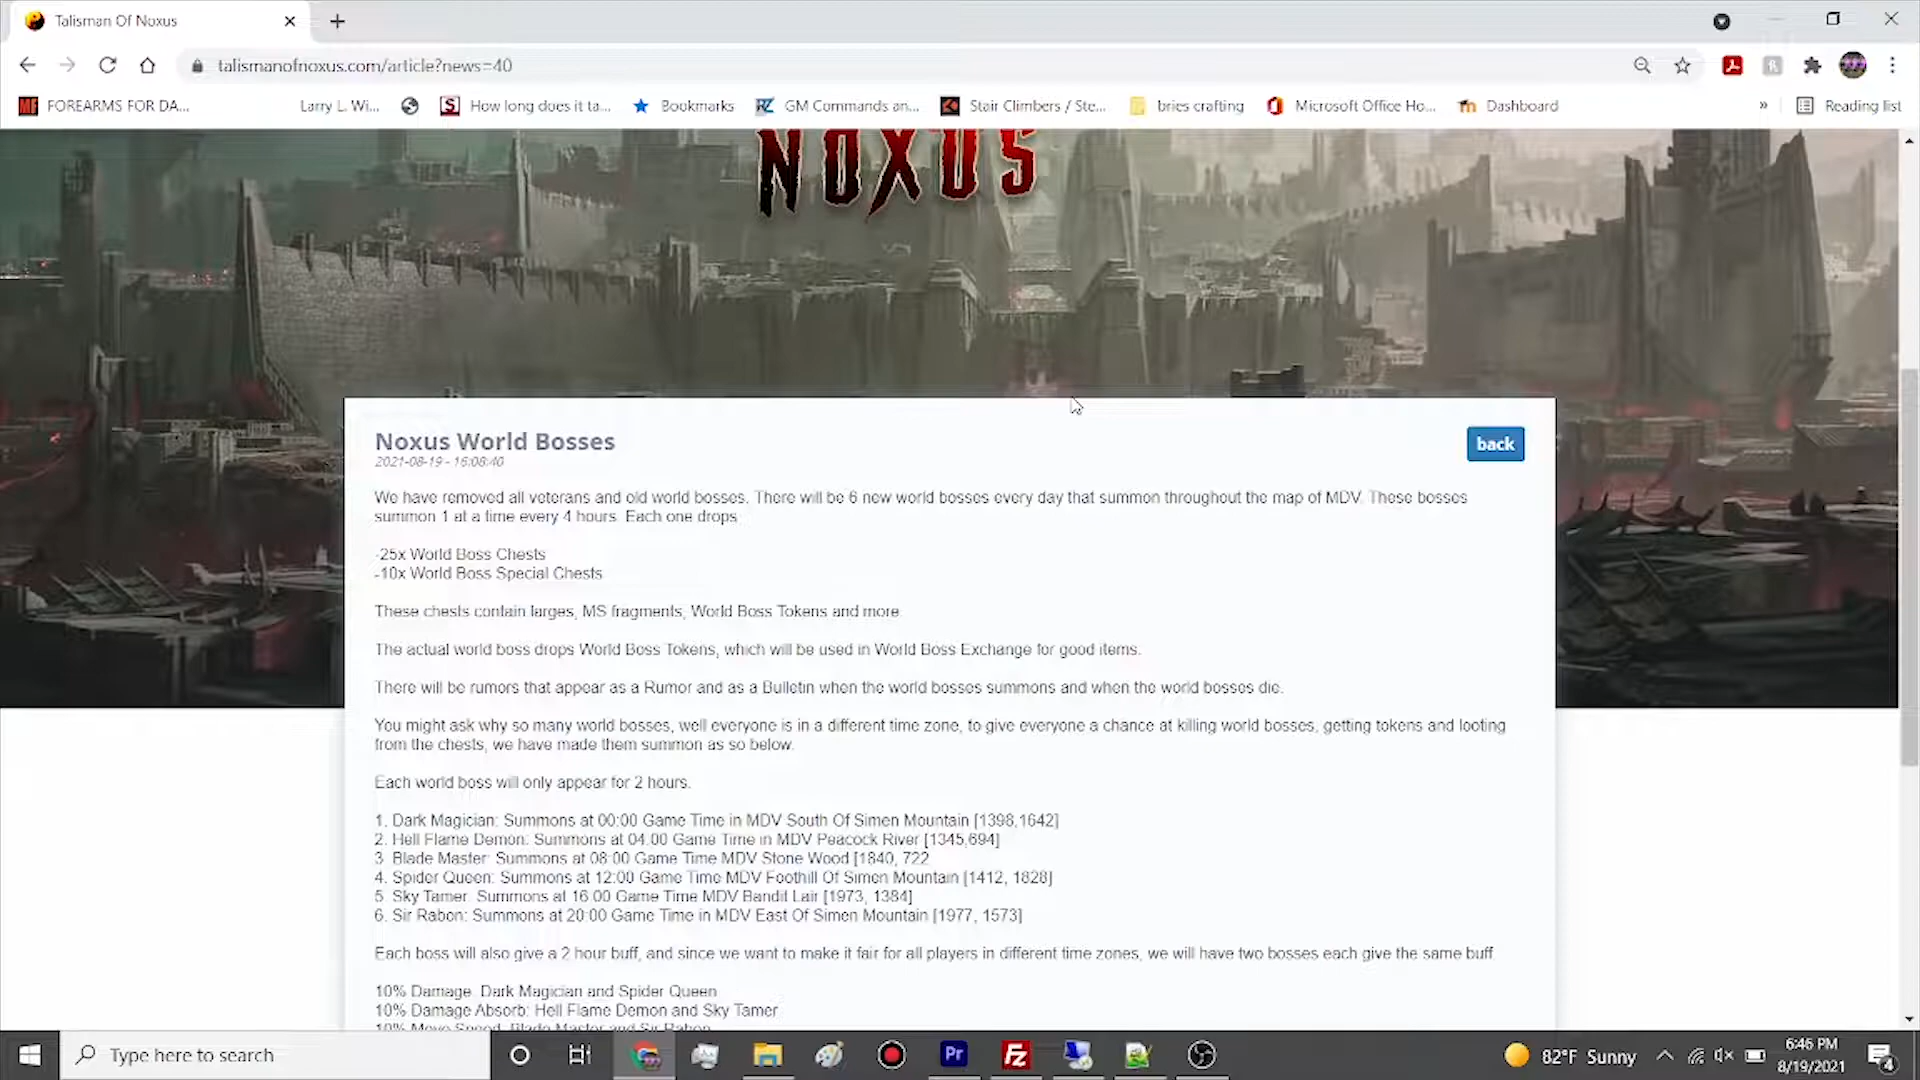 Talisman Of Noxus
talismanofnoxus.com/article?news=40
FOREARMS FOR DA...
Larry L. Wi...
How long does it ta...
Bookmarks
GM Commands an...
Stair Climbers / Ste...
bries crafting
Microsoft Office Ho...
Dashboard
»
Reading list
NOXUS
Noxus World Bosses
back
2021-08-19 - 16:08:40
We have removed all veterans and old world bosses. There will be 6 new world bosses every day that summon throughout the map of MDV. These bosses
summon 1 at a time every 4 hours. Each one drops
-25x World Boss Chests
-10x World Boss Special Chests
These chests contain larges, MS fragments, World Boss Tokens and more
The actual world boss drops World Boss Tokens, which will be used in World Boss Exchange for good items.
There will be rumors that appear as a Rumor and as a Bulletin when the world bosses summons and when the world bosses die.
You might ask why so many world bosses, well everyone is in a different time zone, to give everyone a chance at killing world bosses, getting tokens and looting
from the chests, we have made them summon as so below.
Each world boss will only appear for 2 hours.
1. Dark Magician: Summons at 00:00 Game Time in MDV South Of Simen Mountain [1398,1642]
2. Hell Flame Demon: Summons at 04:00 Game Time in MDV Peacock River [1345,694]
3. Blade Master: Summons at 08:00 Game Time MDV Stone Wood [1840, 722
4. Spider Queen: Summons at 12:00 Game Time MDV Foothill Of Simen Mountain [1412, 1828]
5. Sky Tamer: Summons at 16:00 Game Time MDV Bandit Lair [1973, 1384]
6. Sir Rabon: Summons at 20:00 Game Time in MDV East Of Simen Mountain [1977, 1573]
Each boss will also give a 2 hour buff, and since we want to make it fair for all players in different time zones, we will have two bosses each give the same buff
10% Damage: Dark Magician and Spider Queen
10% Damage Absorb: Hell Flame Demon and Sky Tamer
10% Move Speed: Blade Master and Sir Rabon
Type here to search
82°F Sunny
6:46 PM
8/19/2021
4